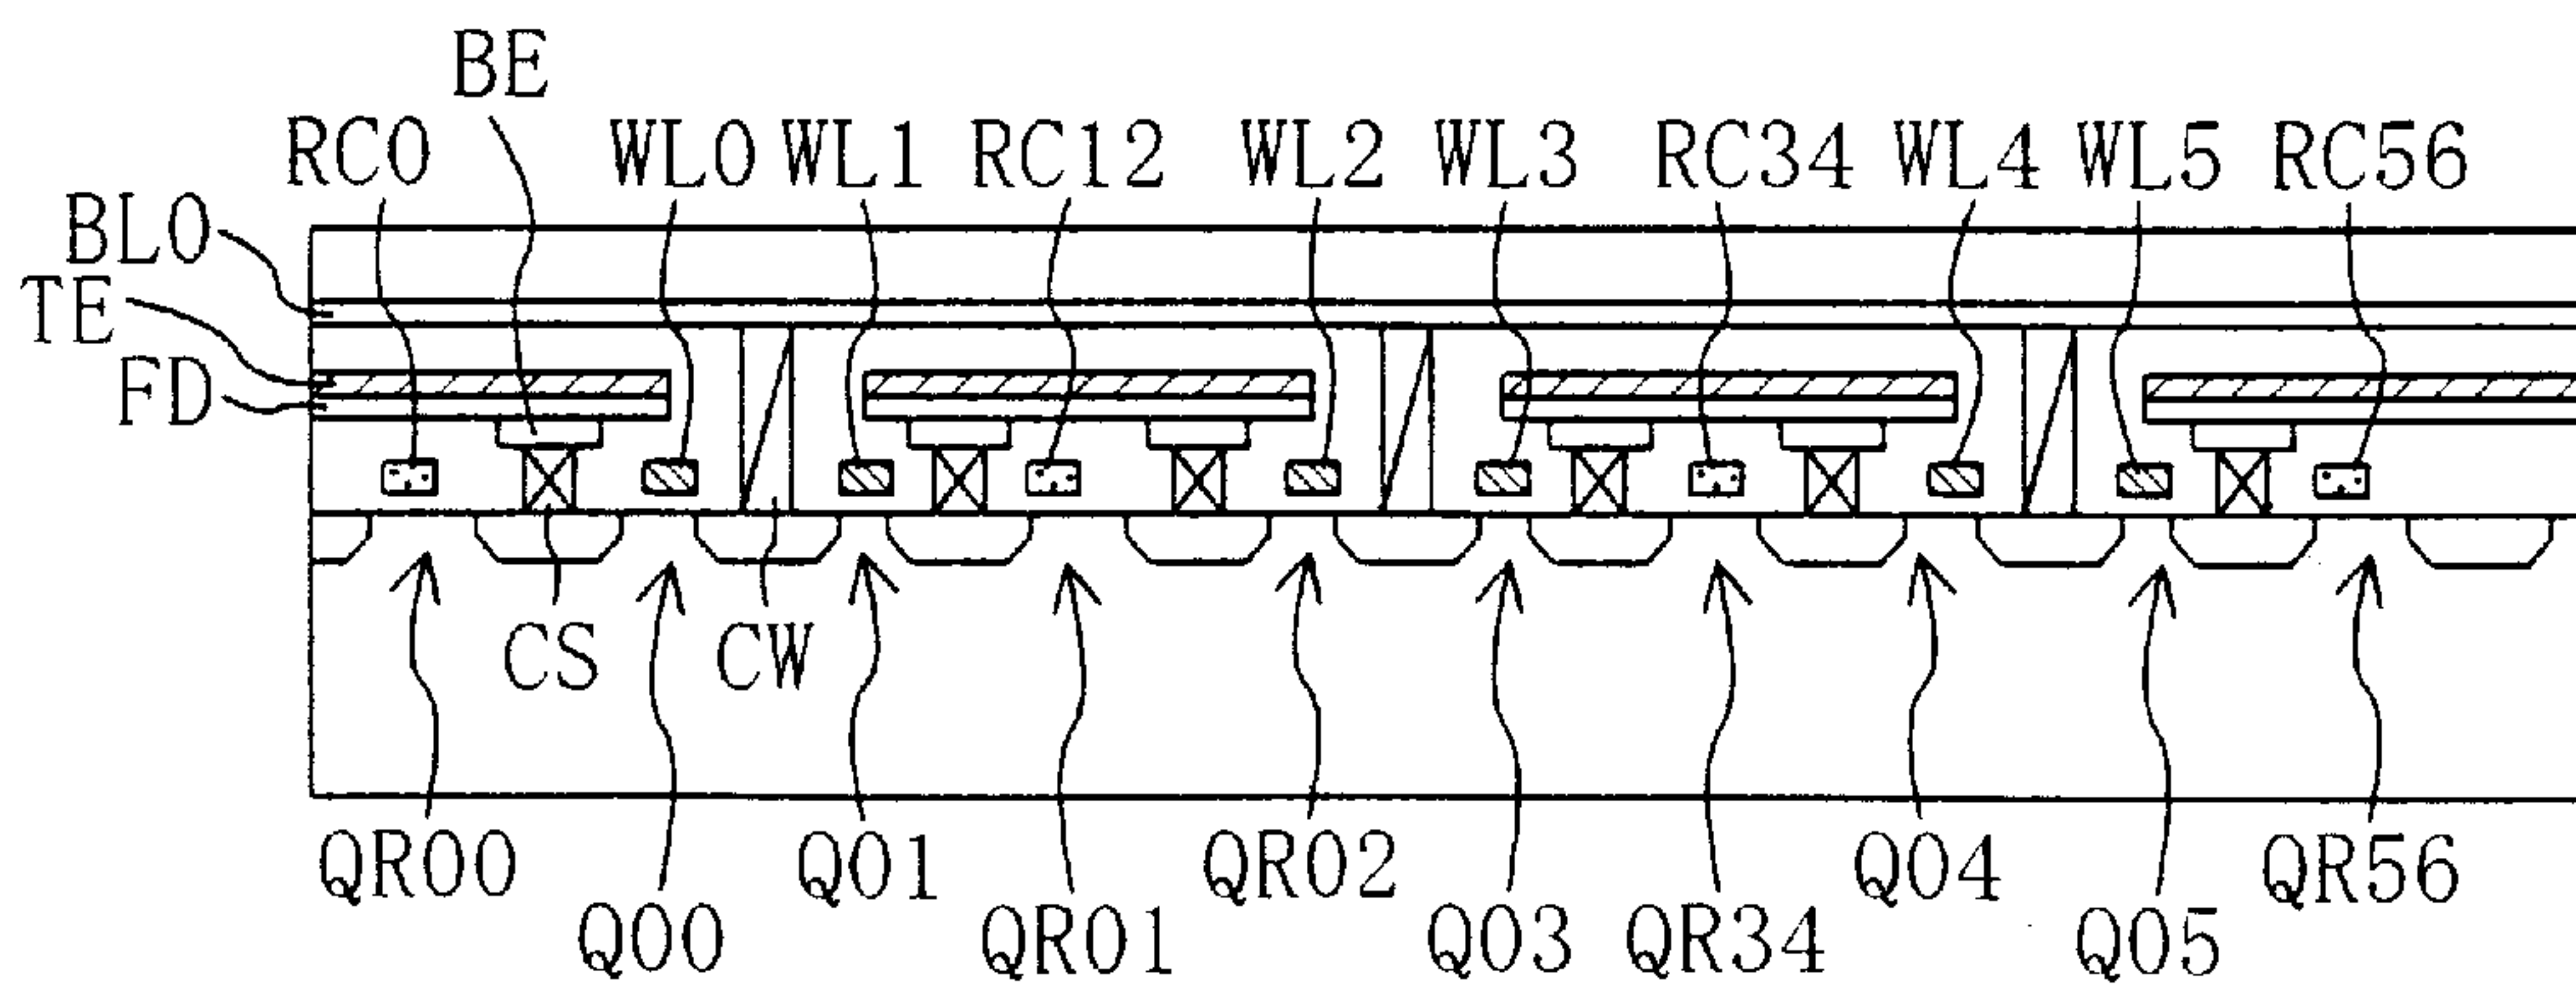 BE
RC0 WL0 WL1 RC12 WL2 WL3 RC34 WL4 WL5 RC56
BL0
TE
FD
CS CW
QR00 Q01 QR02 Q04 QR56
Q00 QR01 Q03 QR34 Q05